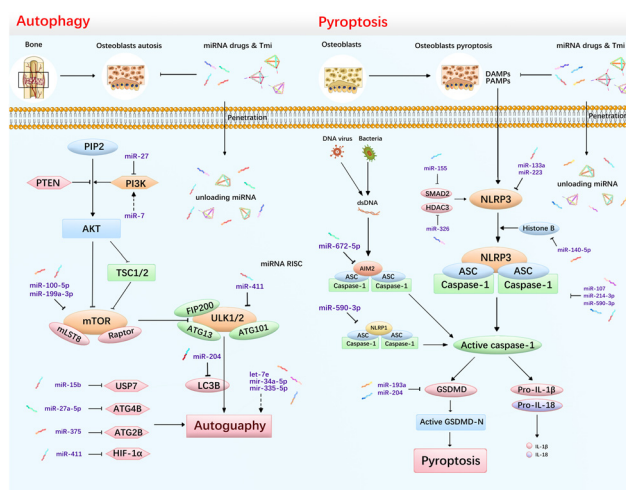 Autophagy
Bone
Osteoblasts autosis
miRNA drugs & Tmi
Penetration
PIP2
miR-27
PTEN
PI3K
miR-7
unloading miRNA
AKT
TSC1/2
miRNA RISC
miR-100-5p
miR-199a-3p
miR-411
FIP200
mTOR
ULK1/2
mLST8
Raptor
ATG13
ATG101
miR-204
let-7e
mir-34a-5p
mir-335-5p
LC3B
miR-15b
USP7
miR-27a-5p
ATG4B
miR-375
ATG2B
Autoguaphy
miR-411
HIF-1α
Pyroptosis
Osteoblasts
Osteoblasts pyroptosis
miRNA drugs & Tmi
DAMPs
PAMPs
Penetration
DNA virus
Bacteria
miR-155
miR-133a
miR-223
SMAD2
HDAC3
NLRP3
unloading miRNA
dsDNA
miR-326
Histone B
miR-672-5p
miR-140-5p
AIM2
ASC
ASC
Caspase-1
Caspase-1
NLRP3
ASC
ASC
Caspase-1
Caspase-1
miR-107
miR-214-3p
miR-590-3p
miR-590-3p
NLRP1
ASC
ASC
Caspase-1
Caspase-1
Active caspase-1
miR-193a
miR-204
GSDMD
Pro-IL-1β
Pro-IL-18
Active GSDMD-N
IL-1β
IL-18
Pyroptosis